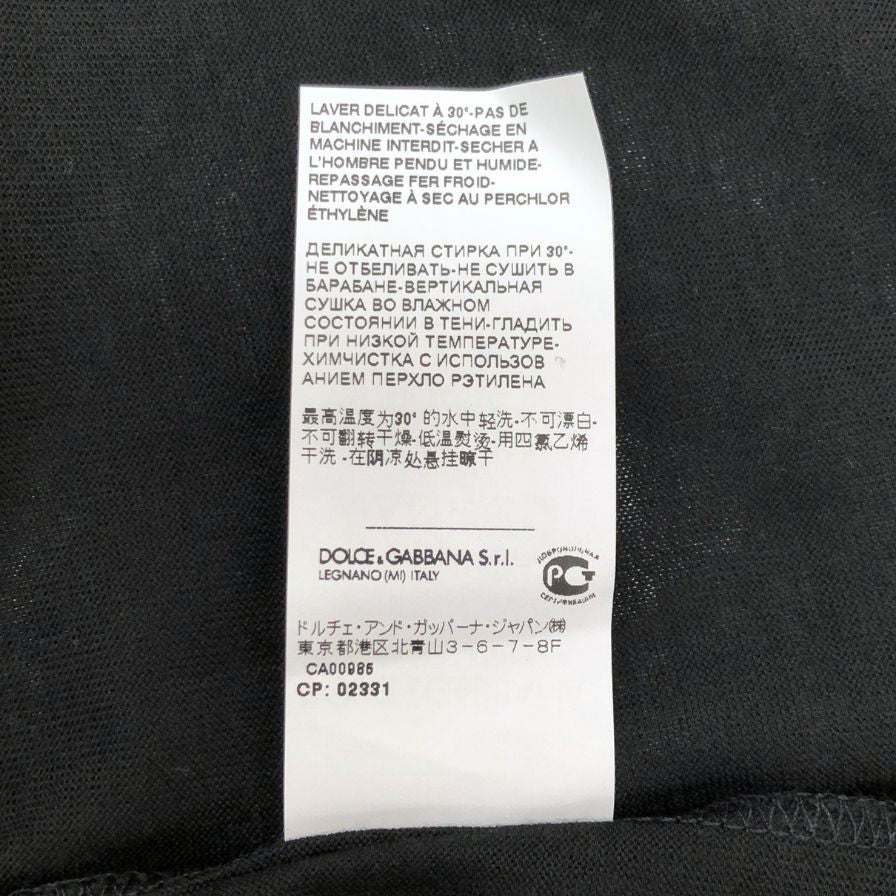 LAVER DELICAT À 30°-PAS DE
BLANCHIMENT-SÉCHAGE EN
MACHINE INTERDIT-SECHER A
L'HOMBRE PENDU ET HUMIDE-
REPASSAGE FER FROID-
NETTOYAGE À SEC AU PERCHLOR
ÉTHYLÈNE
ДЕЛИКАТНАЯ СТИРКА ПРИ 30°-
НЕ ОТБЕЛИВАТЬ-НЕ СУШИТЬ В
БАРАБАНЕ-ВЕРТИКАЛЬНАЯ
СУШКА ВО ВЛАЖНОМ
СОСТОЯНИИ В ТЕНИ-ГЛАДИТЬ
ПРИ НИЗКОЙ ТЕМПЕРАТУРЕ-
ХИМЧИСТКА С ИСПОЛЬЗОВ
АНИЕМ ПЕРХЛО РЭТИЛЕНА
最高温度为30° 的水中轻洗-不可漂白-
不可翻转干燥-低温熨烫-用四氯乙烯
干洗-在阴凉处悬挂晾干
DOLCE & GABBANA S.r.l.
LEGNANO (MI) ITALY
ДОБРОВОЛЬНАЯ
РСТ
СЕРТИФИКАЦИЯ
ドルチェ・アンド・ガッバーナ・ジャパン㈱
東京都港区北青山3-6-7-8F
CA00985
CP: 02331